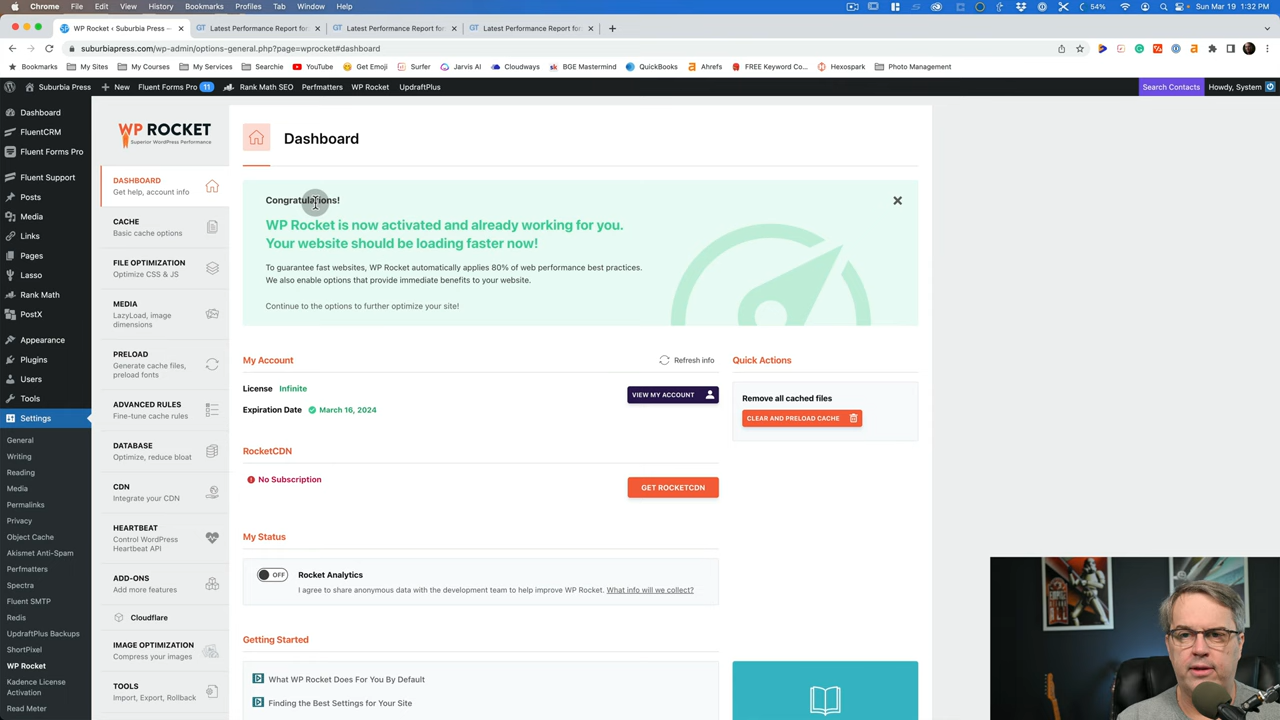 Chrome File Edit View History Bookmarks Profiles Tab Window Help 54% Sun Mar 19 1:32 PM
WP Rocket ‹ Suburbia Press — Latest Performance Report for Latest Performance Report for Latest Performance Report for
suburbiapress.com/wp-admin/options-general.php?page=wprocket#dashboard
Bookmarks My Sites My Courses My Services Searchie YouTube Get Emoji Surfer Jarvis AI Cloudways BGE Mastermind QuickBooks Ahrefs FREE Keyword Co... Hexospark Photo Management
Suburbia Press New Fluent Forms Pro 11 Rank Math SEO Perfmatters WP Rocket UpdraftPlus Search Contacts Howdy, System
Dashboard
FluentCRM
Fluent Forms Pro
Fluent Support
Posts
Media
Links
Pages
Lasso
Rank Math
PostX
Appearance
Plugins
Users
Tools
Settings
General
Writing
Reading
Media
Permalinks
Privacy
Object Cache
Akismet Anti-Spam
Perfmatters
Spectra
Fluent SMTP
Redis
UpdraftPlus Backups
ShortPixel
WP Rocket
Kadence License
Activation
Read Meter
WP ROCKET
Superior WordPress Performance
DASHBOARD
Get help, account info
CACHE
Basic cache options
FILE OPTIMIZATION
Optimize CSS & JS
MEDIA
LazyLoad, image
dimensions
PRELOAD
Generate cache files,
preload fonts
ADVANCED RULES
Fine-tune cache rules
DATABASE
Optimize, reduce bloat
CDN
Integrate your CDN
HEARTBEAT
Control WordPress
Heartbeat API
ADD-ONS
Add more features
Cloudflare
IMAGE OPTIMIZATION
Compress your images
TOOLS
Import, Export, Rollback
Dashboard
Congratulations!
WP Rocket is now activated and already working for you.
Your website should be loading faster now!
To guarantee fast websites, WP Rocket automatically applies 80% of web performance best practices.
We also enable options that provide immediate benefits to your website.
Continue to the options to further optimize your site!
My Account
Refresh info
License Infinite
VIEW MY ACCOUNT
Expiration Date March 16, 2024
RocketCDN
No Subscription
GET ROCKETCDN
My Status
OFF Rocket Analytics
I agree to share anonymous data with the development team to help improve WP Rocket. What info will we collect?
Getting Started
What WP Rocket Does For You By Default
Finding the Best Settings for Your Site
Quick Actions
Remove all cached files
CLEAR AND PRELOAD CACHE